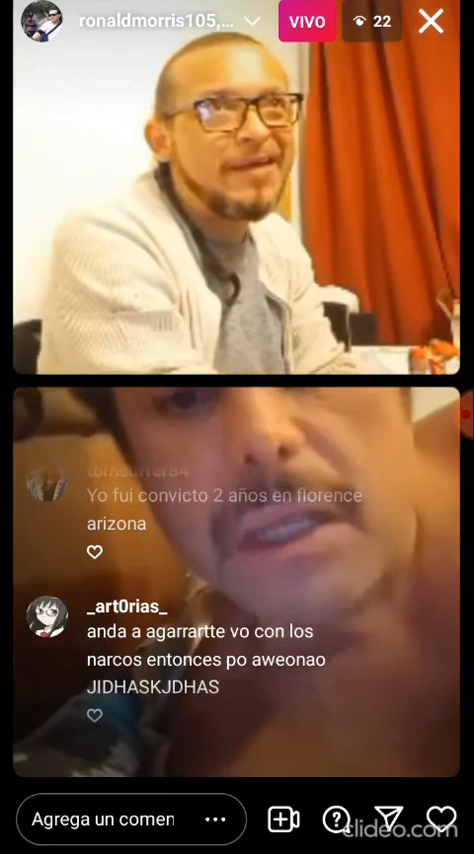 ronaldmorris105,...
VIVO
22
tomsurfer84
Yo fui convicto 2 años en florence
arizona
_art0rias_
anda a agarrartte vo con los
narcos entonces po aweonao
JIDHASKJDHAS
Agrega un comen
clideo.com